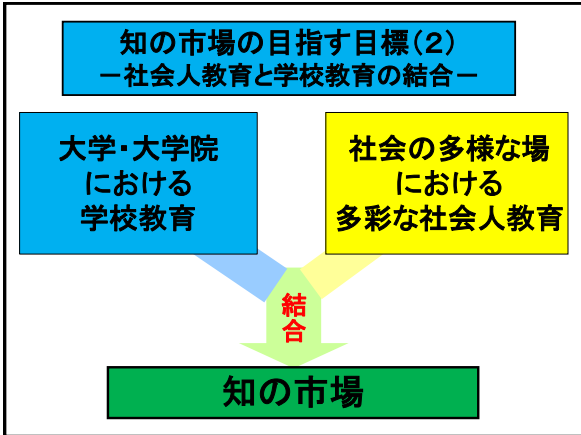 知の市場の目指す目標(2)
－社会人教育と学校教育の結合－
大学・大学院
における
学校教育
社会の多様な場
における
多彩な社会人教育
結
合
知の市場